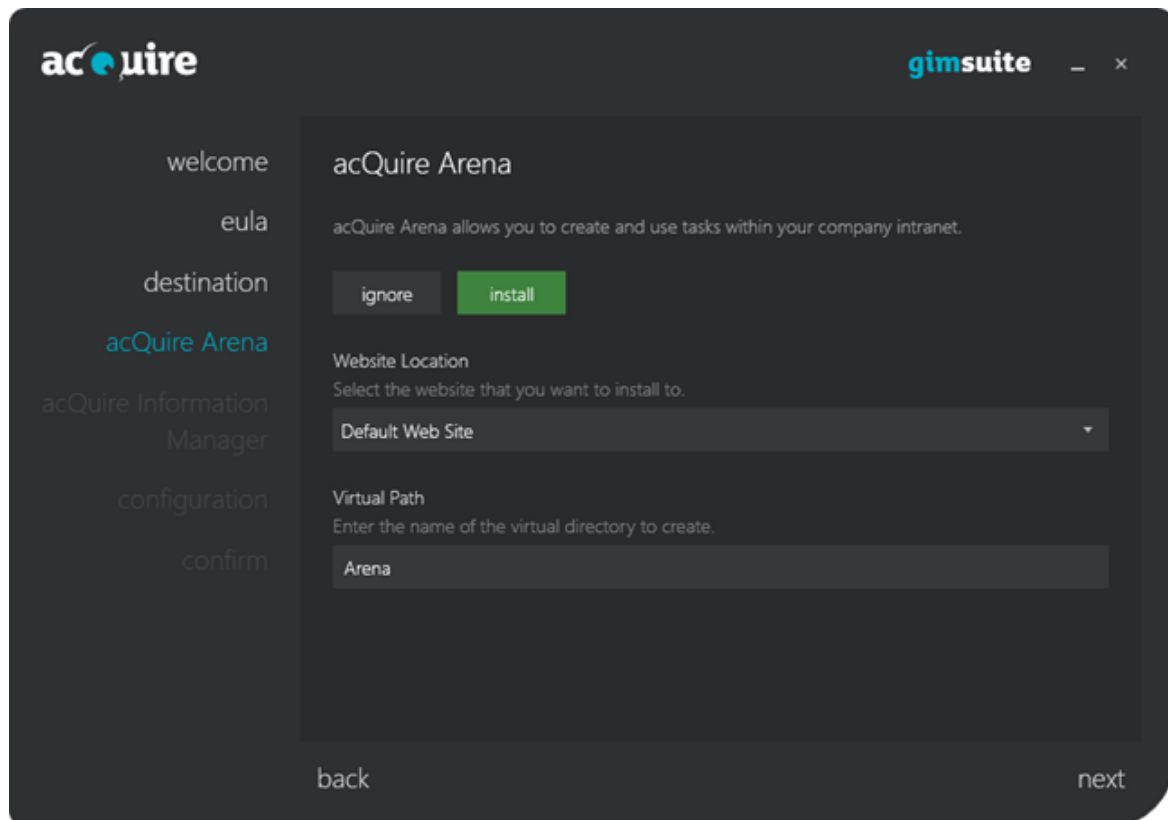 acQuire
gimsuite
welcome
eula
destination
acQuire Arena
acQuire Information
Manager
configuration
confirm
acQuire Arena
acQuire Arena allows you to create and use tasks within your company intranet.
ignore
install
Website Location
Select the website that you want to install to.
Default Web Site
Virtual Path
Enter the name of the virtual directory to create.
Arena
back
next